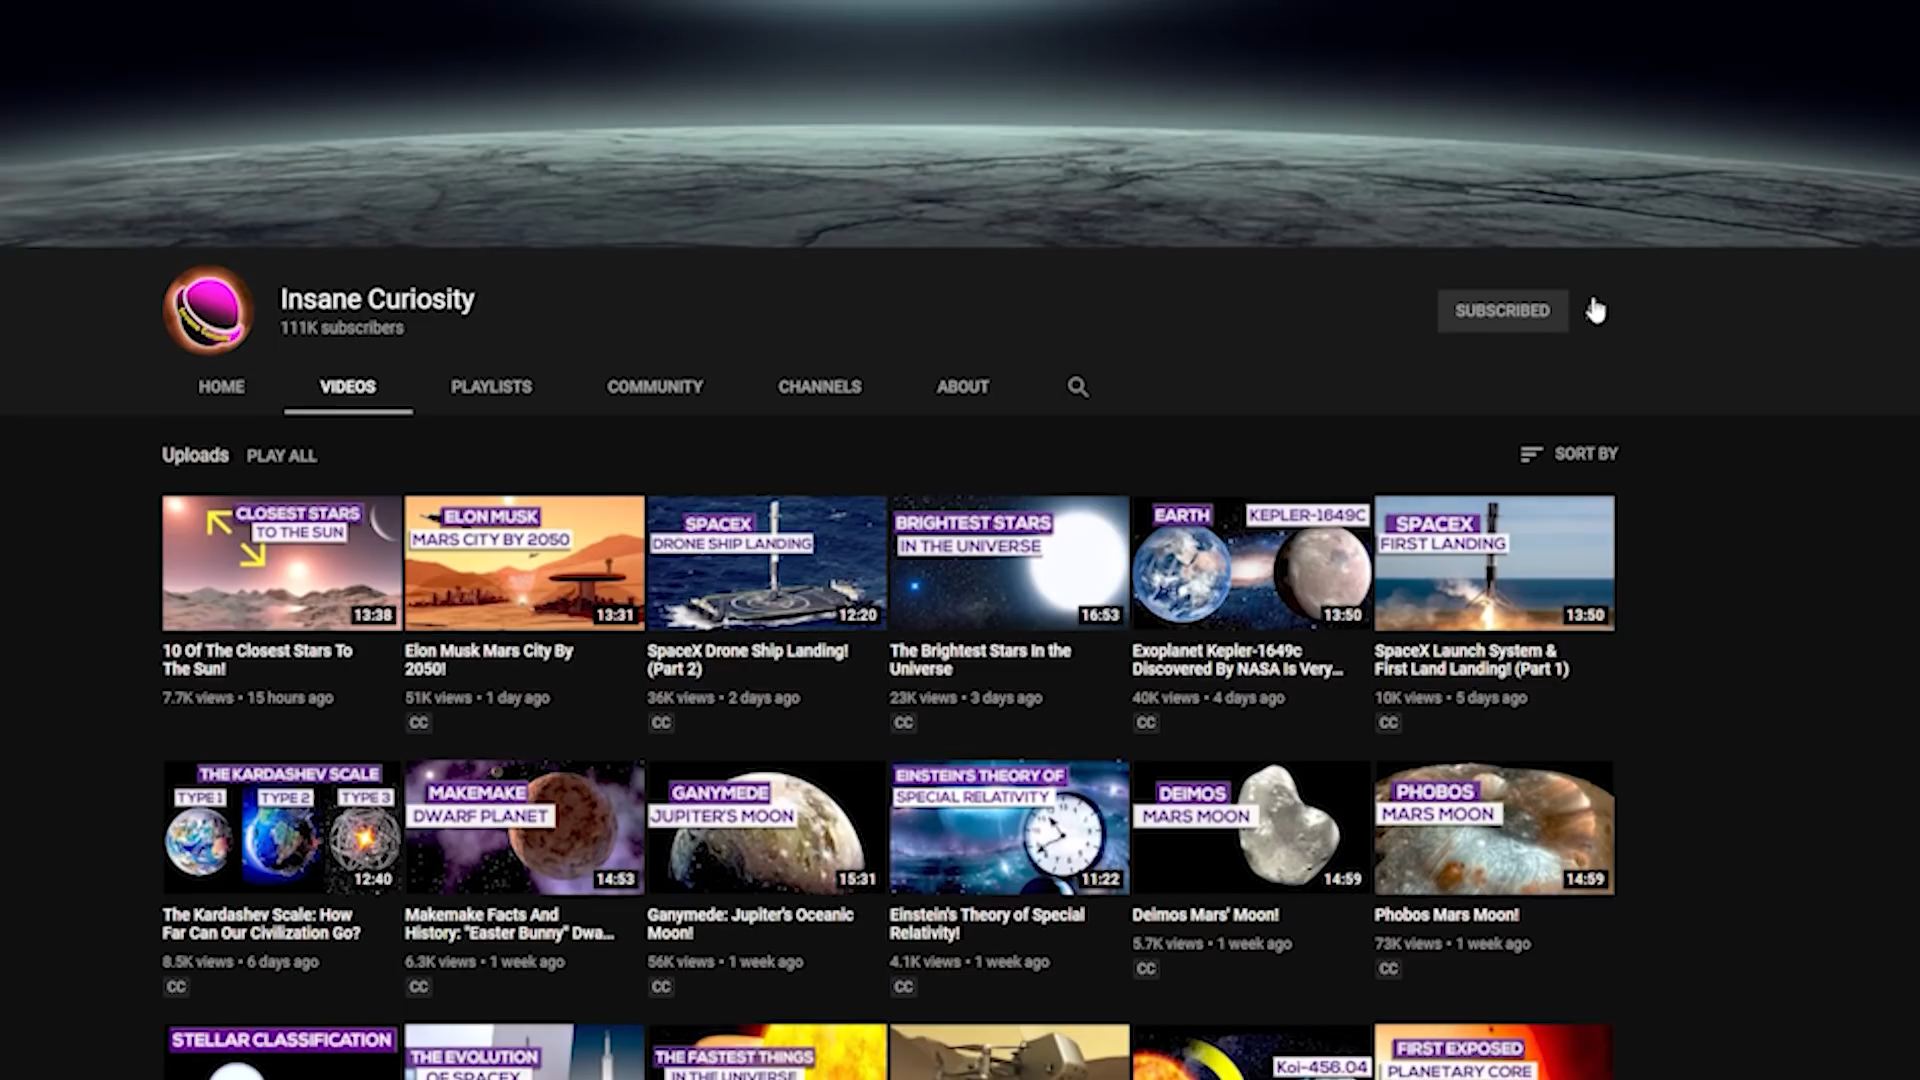 Insane Curiosity
111K subscribers
SUBSCRIBED
HOME VIDEOS PLAYLISTS COMMUNITY CHANNELS ABOUT
Uploads PLAY ALL
SORT BY
CLOSEST STARS
TO THE SUN
13:38
ELON MUSK
MARS CITY BY 2050
13:31
SPACEX
DRONE SHIP LANDING
12:20
BRIGHTEST STARS
IN THE UNIVERSE
16:53
EARTH KEPLER-1649C
13:50
SPACEX
FIRST LANDING
13:50
10 Of The Closest Stars To
The Sun!
7.7K views • 15 hours ago
Elon Musk Mars City By
2050!
51K views • 1 day ago
CC
SpaceX Drone Ship Landing!
(Part 2)
36K views • 2 days ago
CC
The Brightest Stars In the
Universe
23K views • 3 days ago
CC
Exoplanet Kepler-1649c
Discovered By NASA Is Very...
40K views • 4 days ago
CC
SpaceX Launch System &
First Land Landing! (Part 1)
10K views • 5 days ago
CC
THE KARDASHEV SCALE
TYPE 1 TYPE 2 TYPE 3
12:40
MAKEMAKE
DWARF PLANET
14:53
GANYMEDE
JUPITER'S MOON
15:31
EINSTEIN'S THEORY OF
SPECIAL RELATIVITY
11:22
DEIMOS
MARS MOON
14:59
PHOBOS
MARS MOON
14:59
The Kardashev Scale: How
Far Can Our Civilization Go?
8.5K views • 6 days ago
CC
Makemake Facts And
History: "Easter Bunny" Dwa...
6.3K views • 1 week ago
CC
Ganymede: Jupiter's Oceanic
Moon!
56K views • 1 week ago
CC
Einstein's Theory of Special
Relativity!
4.1K views • 1 week ago
CC
Deimos Mars' Moon!
5.7K views • 1 week ago
CC
Phobos Mars Moon!
73K views • 1 week ago
CC
STELLAR CLASSIFICATION
THE EVOLUTION
OF SPACEX
THE FASTEST THINGS
IN THE UNIVERSE
Koi-456.04
FIRST EXPOSED
PLANETARY CORE